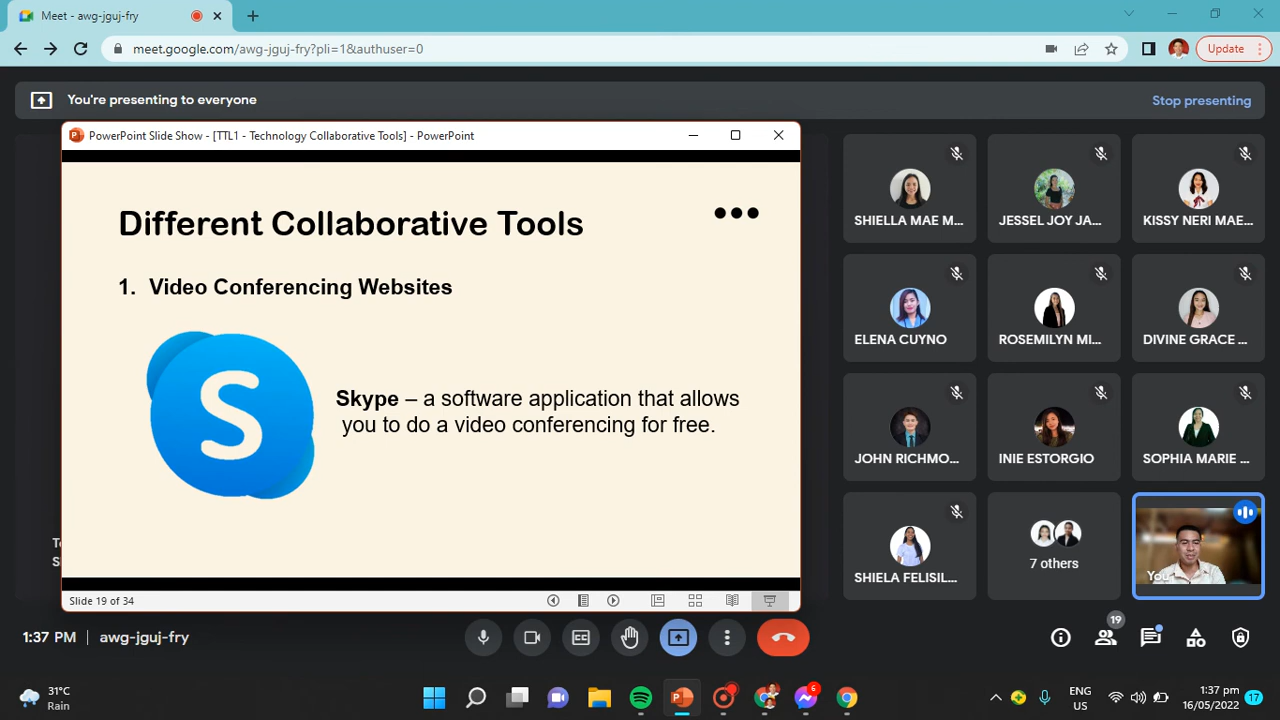 Meet - awg-jguj-fry
meet.google.com/awg-jguj-fry?pli=1&authuser=0
Update
You're presenting to everyone
Stop presenting
PowerPoint Slide Show - [TTL1 - Technology Collaborative Tools] - PowerPoint
Different Collaborative Tools
1. Video Conferencing Websites
S
Skype – a software application that allows
you to do a video conferencing for free.
Slide 19 of 34
SHIELLA MAE M...
JESSEL JOY JA...
KISSY NERI MAE...
ELENA CUYNO
ROSEMILYN MI...
DIVINE GRACE ...
JOHN RICHMO...
INIE ESTORGIO
SOPHIA MARIE ...
SHIELA FELISIL...
7 others
You
1:37 PM | awg-jguj-fry
CC
19
31°C
Rain
6
ENG
US
1:37 pm
16/05/2022
17